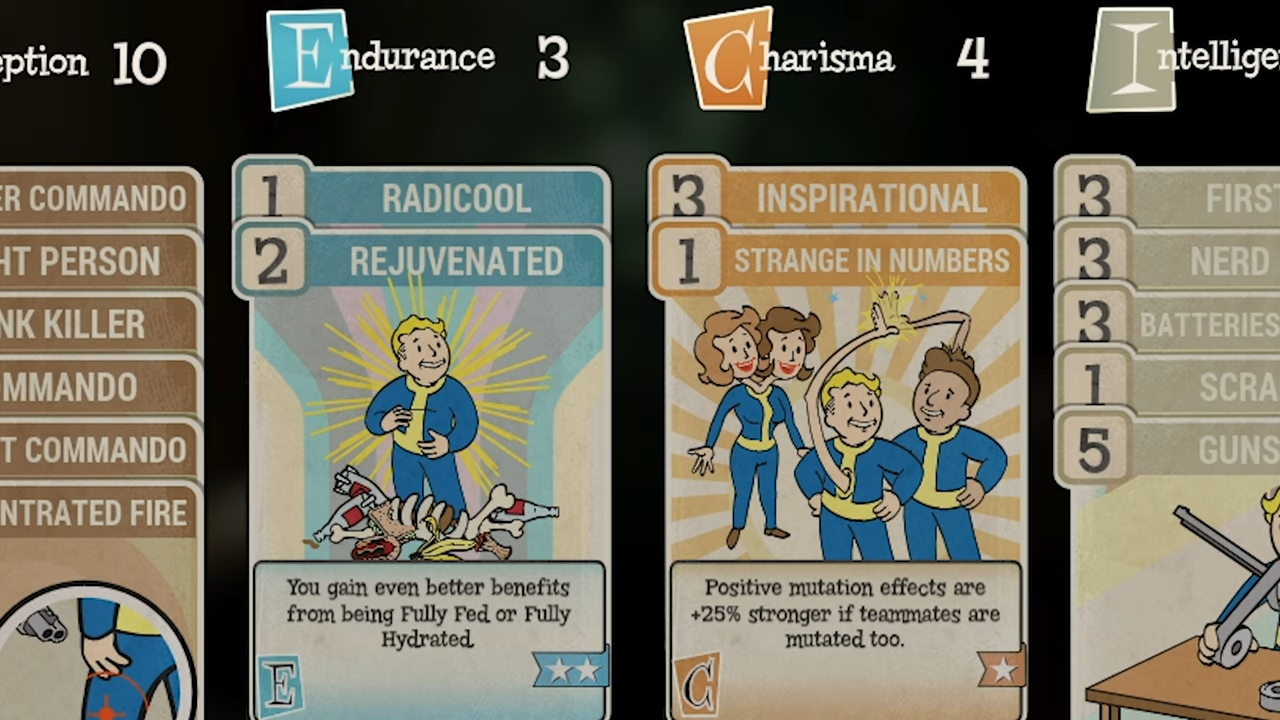 eption 10
Endurance 3
Charisma 4
Intellige
ER COMMANDO
HT PERSON
NK KILLER
OMMANDO
T COMMANDO
NTRATED FIRE
1 RADICOOL
2 REJUVENATED
You gain even better benefits
from being Fully Fed or Fully
Hydrated.
E
3 INSPIRATIONAL
1 STRANGE IN NUMBERS
Positive mutation effects are
+25% stronger if teammates are
mutated too.
C
3 FIRST
3 NERD
3 BATTERIES
1 SCRA
5 GUNS